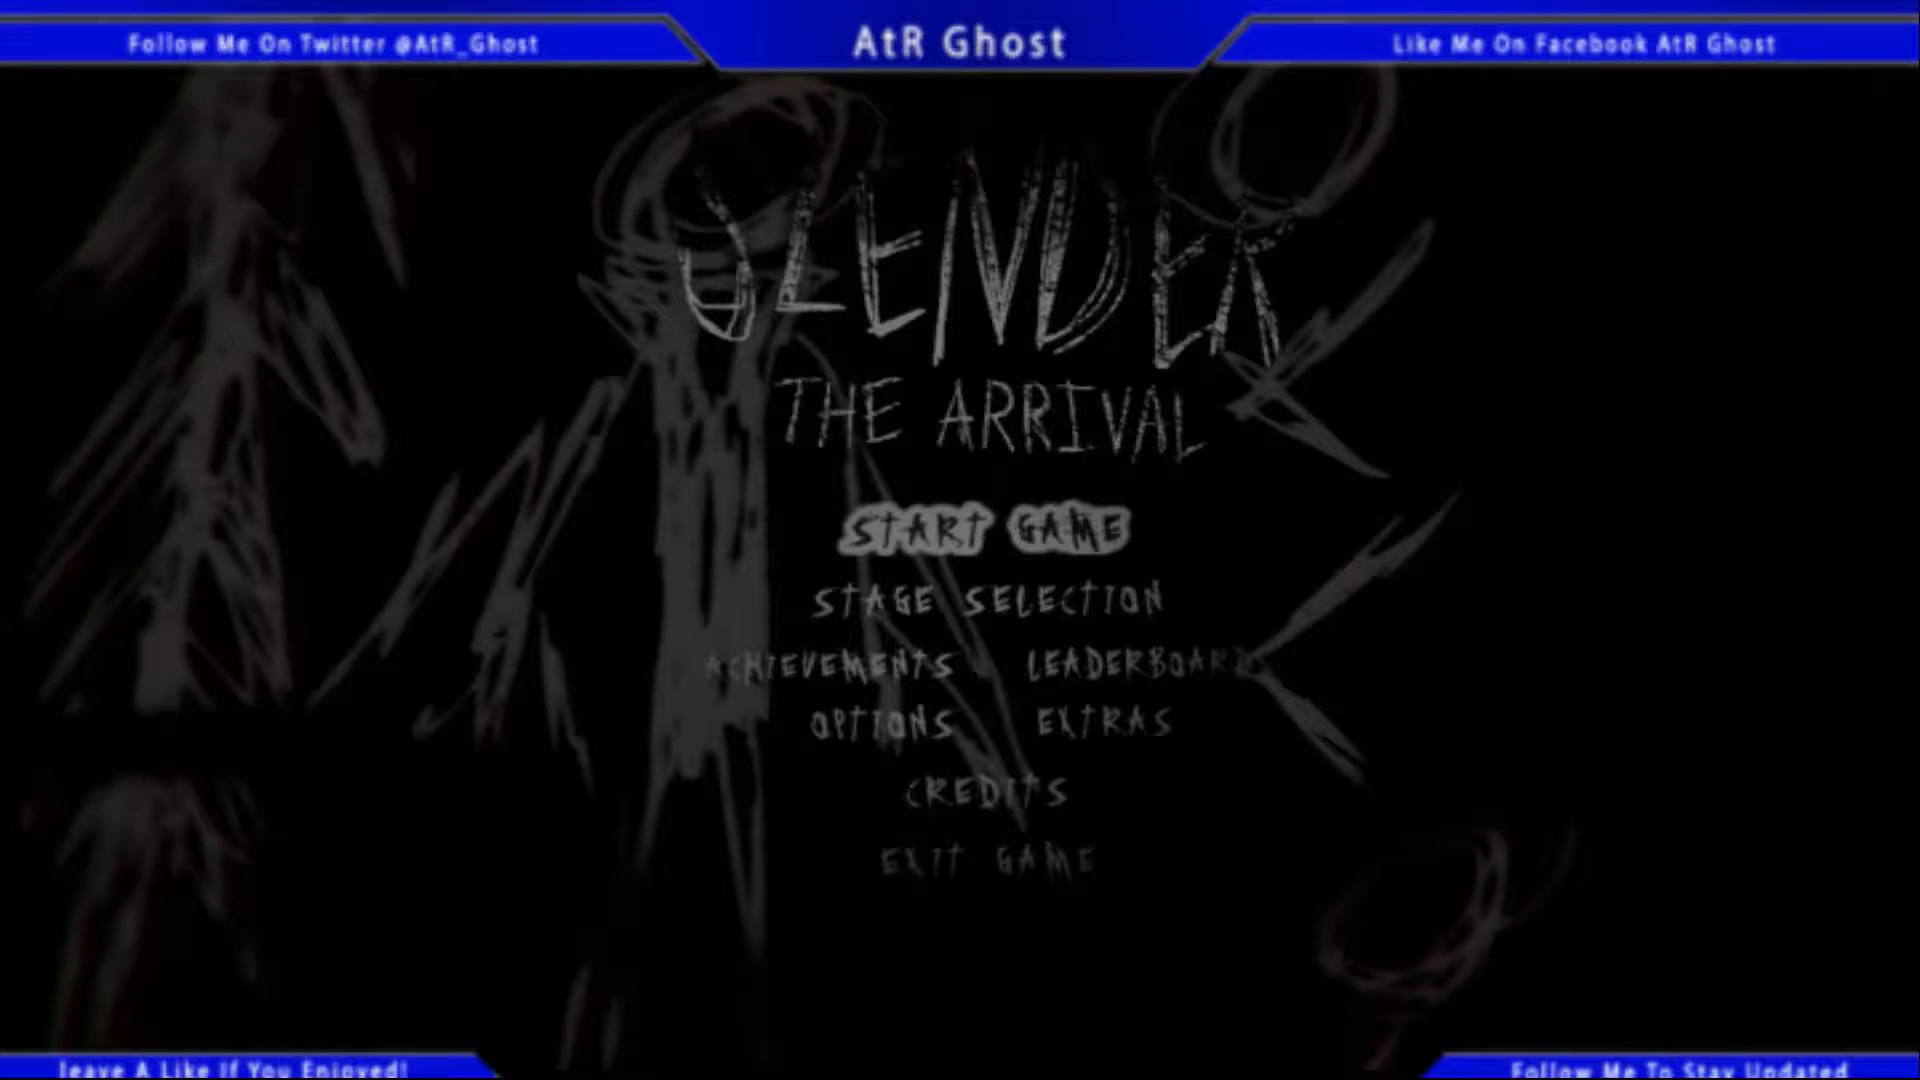 Follow Me On Twitter @AtR_Ghost
AtR Ghost
Like Me On Facebook AtR Ghost
SLENDER
THE ARRIVAL
START GAME
STAGE SELECTION
ACHIEVEMENTS LEADERBOARD
OPTIONS EXTRAS
CREDITS
EXIT GAME
leave A Like If You Enjoyed!
Follow Me To Stay Updated